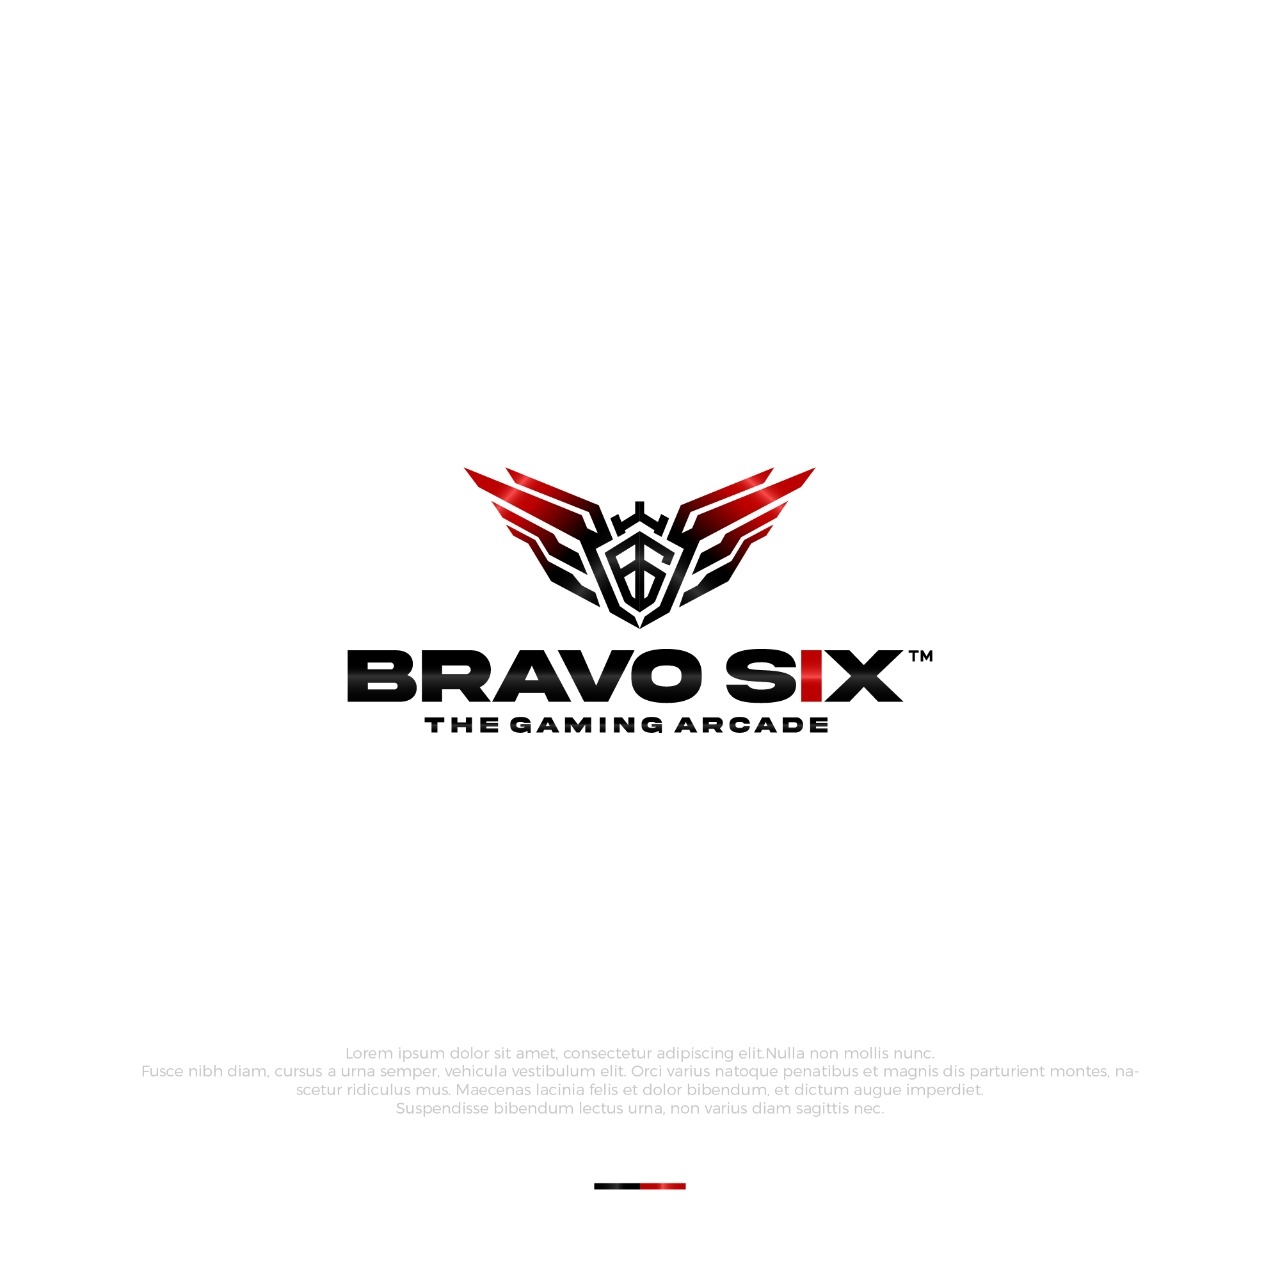 BRAVO SIX™
THE GAMING ARCADE
Lorem ipsum dolor sit amet, consectetur adipiscing elit.Nulla non mollis nunc.
Fusce nibh diam, cursus a urna semper, vehicula vestibulum elit. Orci varius natoque penatibus et magnis dis parturient montes, na-
scetur ridiculus mus. Maecenas lacinia felis et dolor bibendum, et dictum augue imperdiet.
Suspendisse bibendum lectus urna, non varius diam sagittis nec.